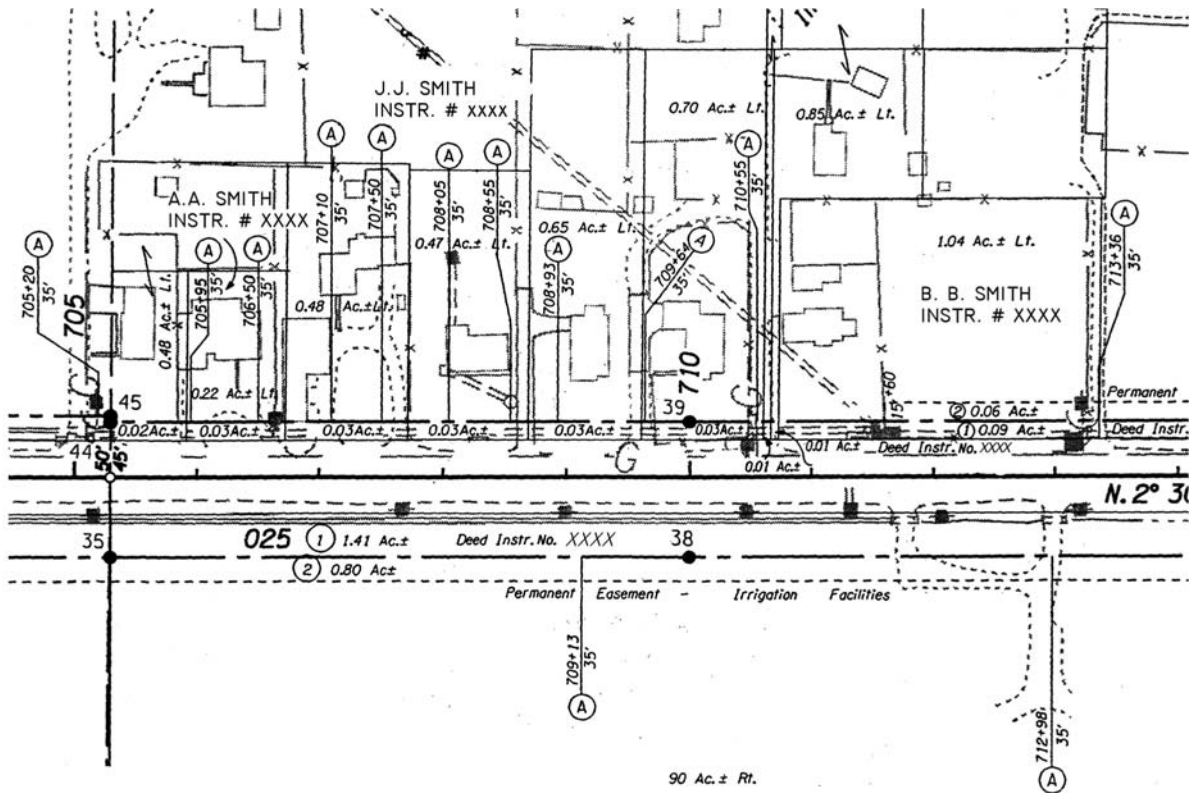 J.J. SMITH
INSTR. # XXXX
0.70 Ac.± Lt.
0.85 Ac.± Lt.
A
A
A
A
A
A.A. SMITH
INSTR. # XXXX
707+10
35'
707+50
35'
708+05
35'
708+55
35'
710+55
35'
A
A
A
A
A
A
0.47 Ac.± Lt.
0.65 Ac.± Lt.
1.04 Ac.± Lt.
705+20
35'
705
0.48 Ac.± Lt.
705+95
35'
706+50
35'
0.48 Ac.± Lt.
708+93
35'
709+64
35'
713+36
35'
B. B. SMITH
INSTR. # XXXX
G
0.22 Ac.± Lt.
710
G
15+60
Permanent
45
39
② 0.06 Ac.±
G
0.02Ac.±
0.03Ac.±
0.03Ac.±
0.03Ac.±
0.03Ac.±
0.03Ac.±
① 0.09 Ac.±
Deed Instr.
44
50'
45'
G
0.01 Ac.±
0.01 Ac.±
Deed Instr. No. XXXX
N. 2° 30
35
025
① 1.41 Ac.±
Deed Instr. No. XXXX
38
② 0.80 Ac±
Permanent Easement - Irrigation Facilities
709+13
35'
A
712+98
35'
A
90 Ac.± Rt.